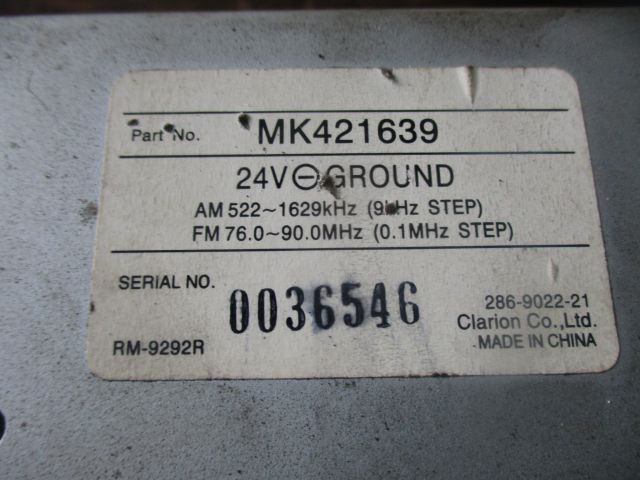 Part No. MK421639
24V⊖GROUND
AM 522~1629kHz (9kHz STEP)
FM 76.0~90.0MHz (0.1MHz STEP)
SERIAL NO. 0036546
286-9022-21
Clarion Co.,Ltd.
RM-9292R MADE IN CHINA